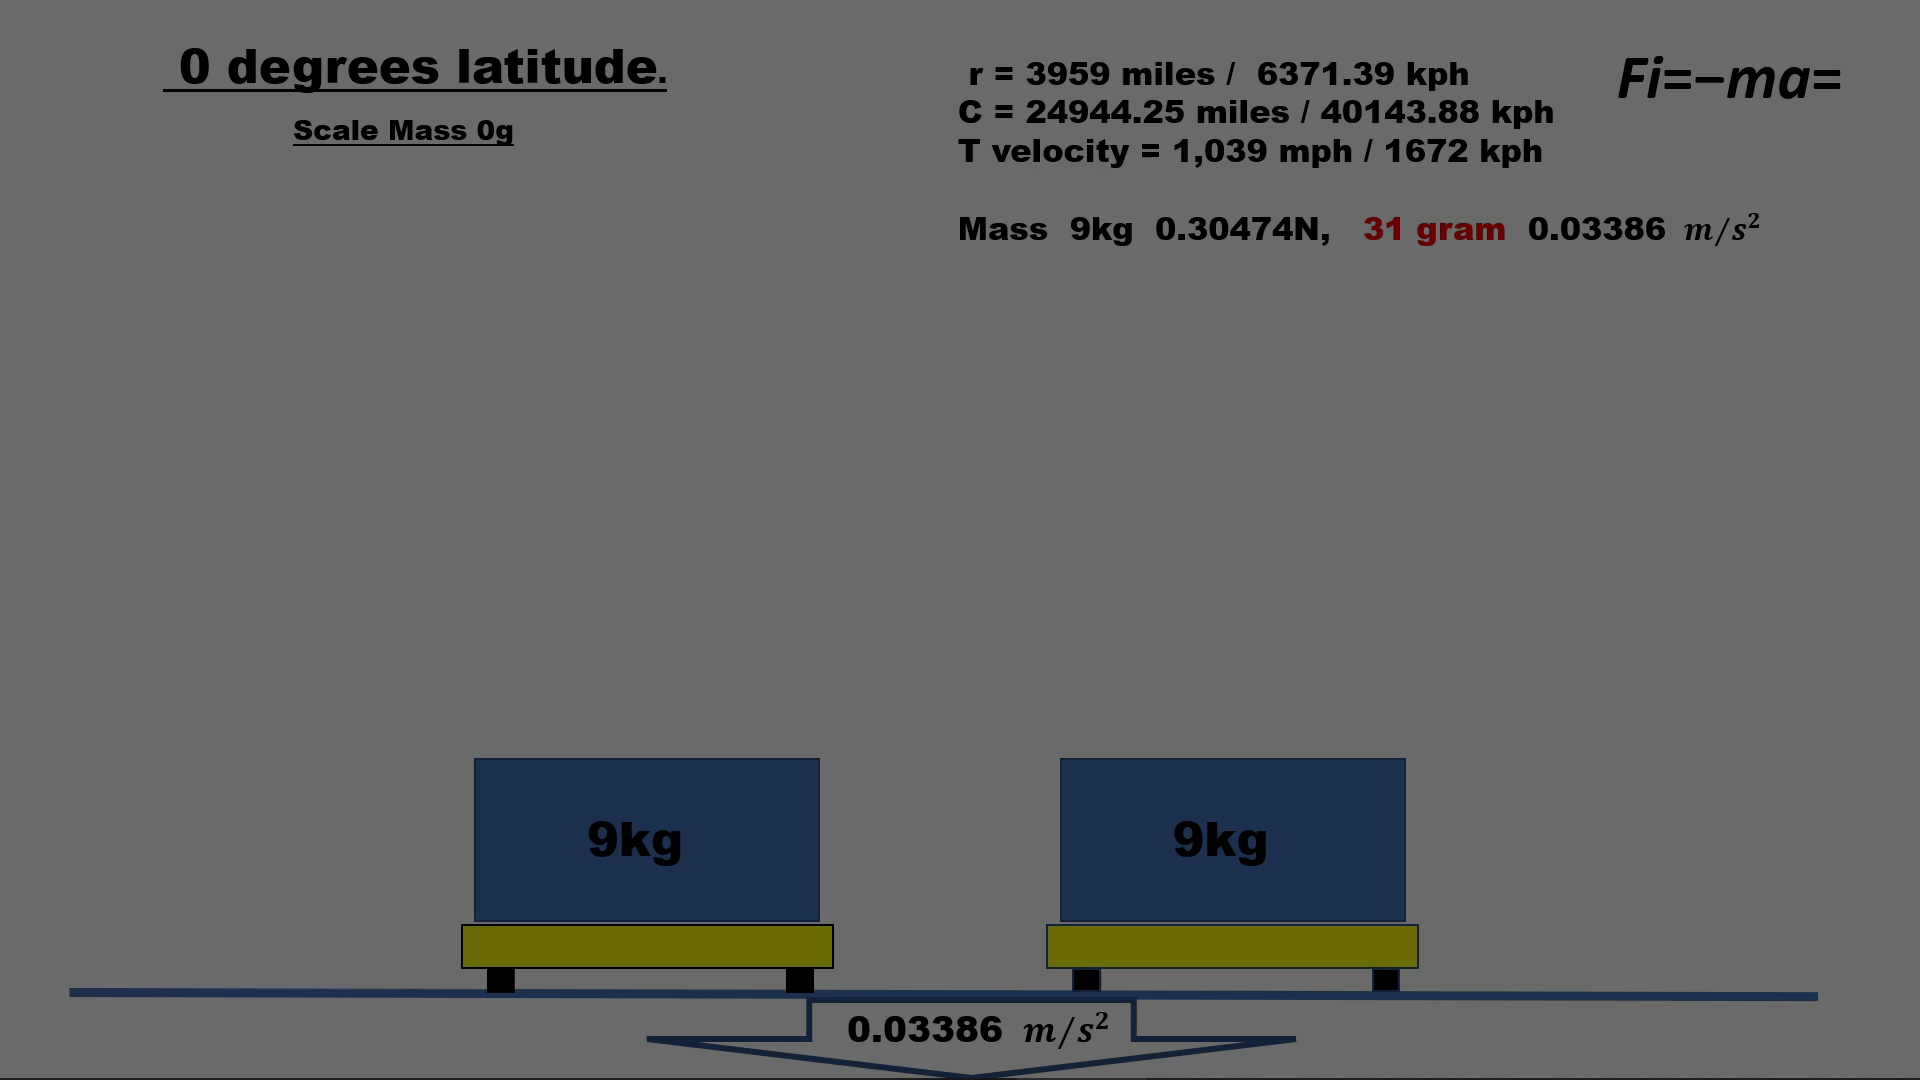 0 degrees latitude.
Scale Mass 0g
r = 3959 miles / 6371.39 kph
C = 24944.25 miles / 40143.88 kph
T velocity = 1,039 mph / 1672 kph
Fi=−ma=
Mass 9kg 0.30474N, 31 gram 0.03386 m/s²
9kg
9kg
0.03386 m/s²